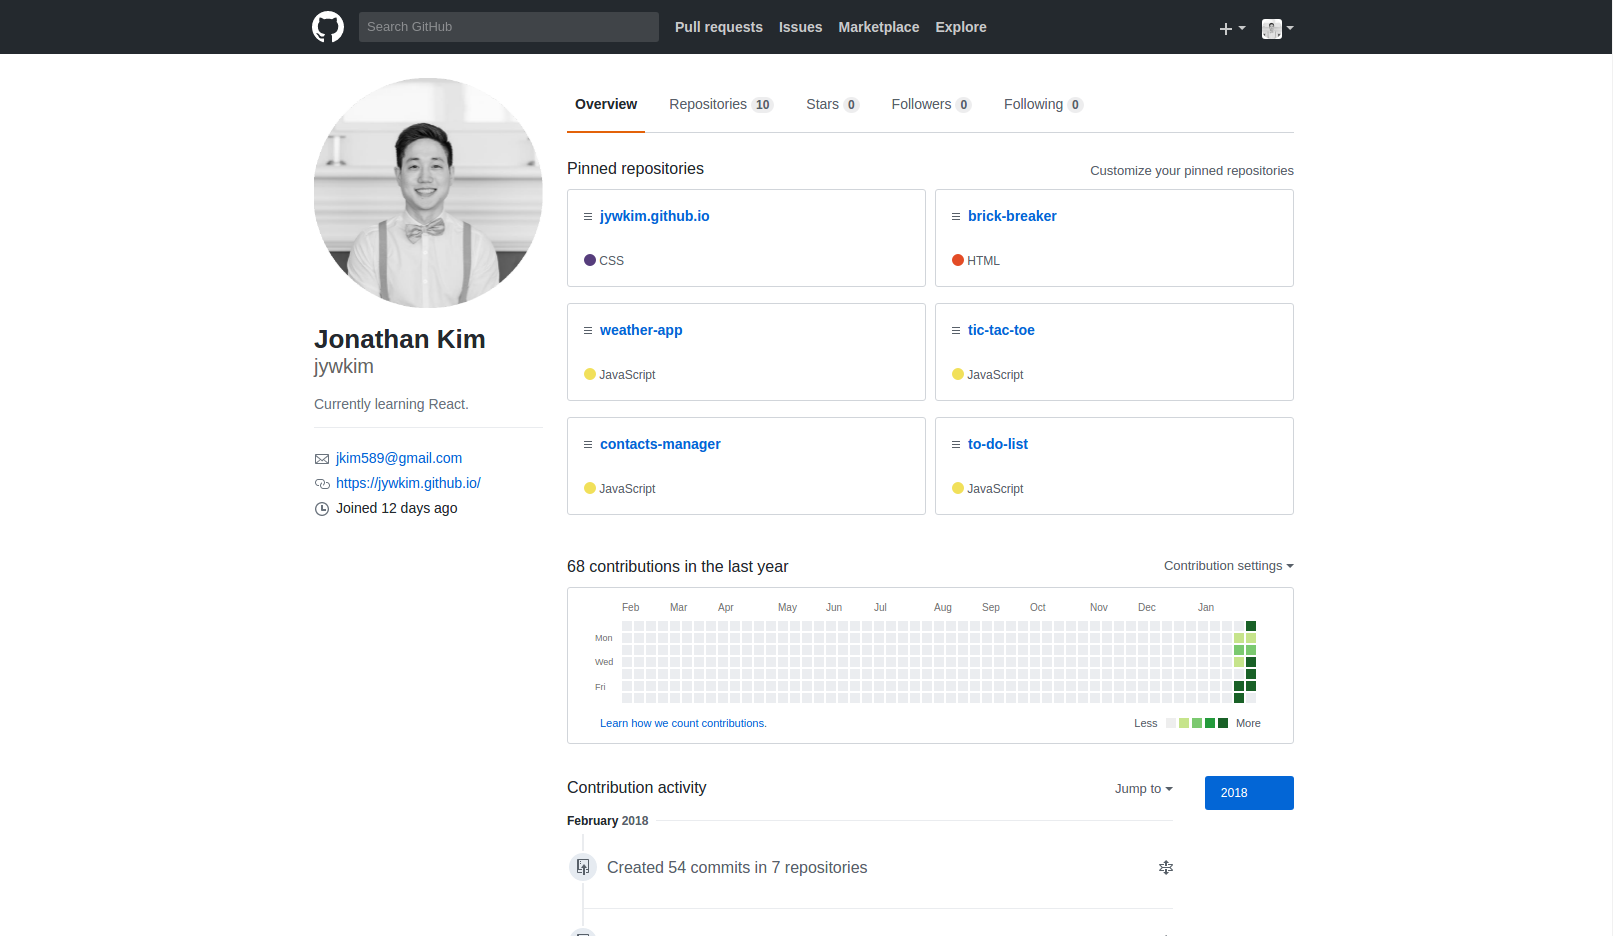 Search GitHub Pull requests Issues Marketplace Explore
Overview Repositories 10 Stars 0 Followers 0 Following 0
Jonathan Kim
jywkim
Currently learning React.
jkim589@gmail.com
https://jywkim.github.io/
Joined 12 days ago
Pinned repositories Customize your pinned repositories
jywkim.github.io
CSS
brick-breaker
HTML
weather-app
JavaScript
tic-tac-toe
JavaScript
contacts-manager
JavaScript
to-do-list
JavaScript
68 contributions in the last year Contribution settings
Feb Mar Apr May Jun Jul Aug Sep Oct Nov Dec Jan
Mon
Wed
Fri
Learn how we count contributions. Less More
Contribution activity Jump to 2018
February 2018
Created 54 commits in 7 repositories